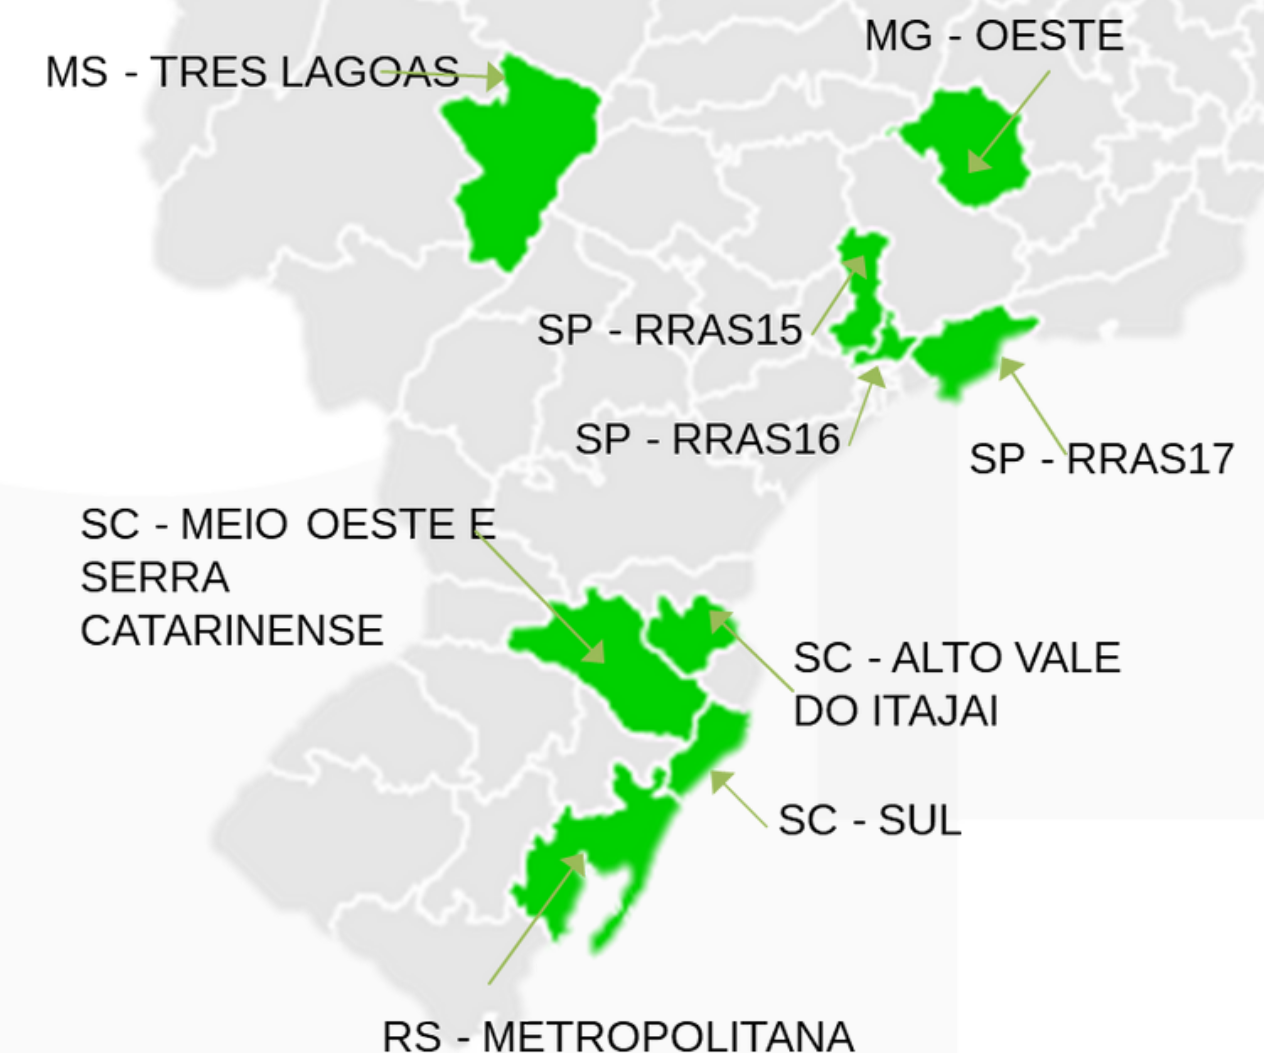 MG - OESTE
MS - TRES LAGOAS
SP - RRAS15
SP - RRAS16
SP - RRAS17
SC - MEIO OESTE E
SERRA
CATARINENSE
SC - ALTO VALE
DO ITAJAI
SC - SUL
RS - METROPOLITANA